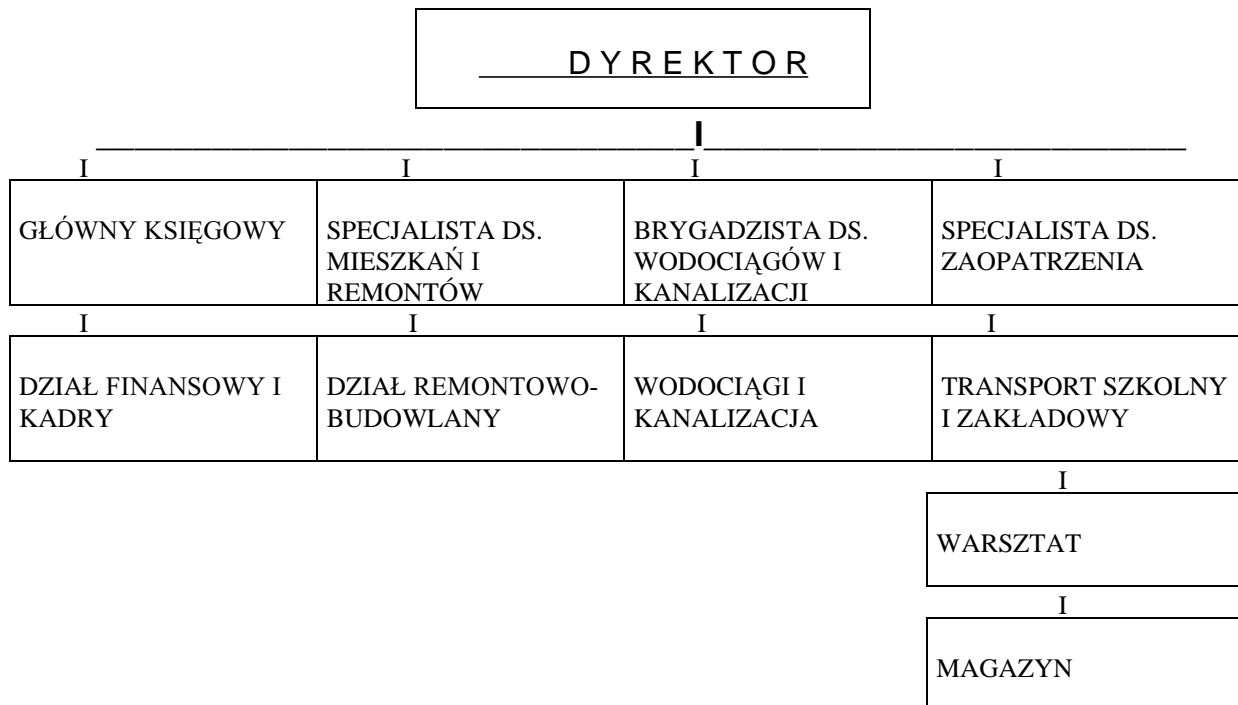 D Y R E K T O R
I
I I I I
GŁÓWNY KSIĘGOWY
SPECJALISTA DS.
MIESZKAŃ I
REMONTÓW
BRYGADZISTA DS.
WODOCIĄGÓW I
KANALIZACJI
SPECJALISTA DS.
ZAOPATRZENIA
I I I I
DZIAŁ FINANSOWY I
KADRY
DZIAŁ REMONTOWO-
BUDOWLANY
WODOCIĄGI I
KANALIZACJA
TRANSPORT SZKOLNY
I ZAKŁADOWY
I
WARSZTAT
I
MAGAZYN